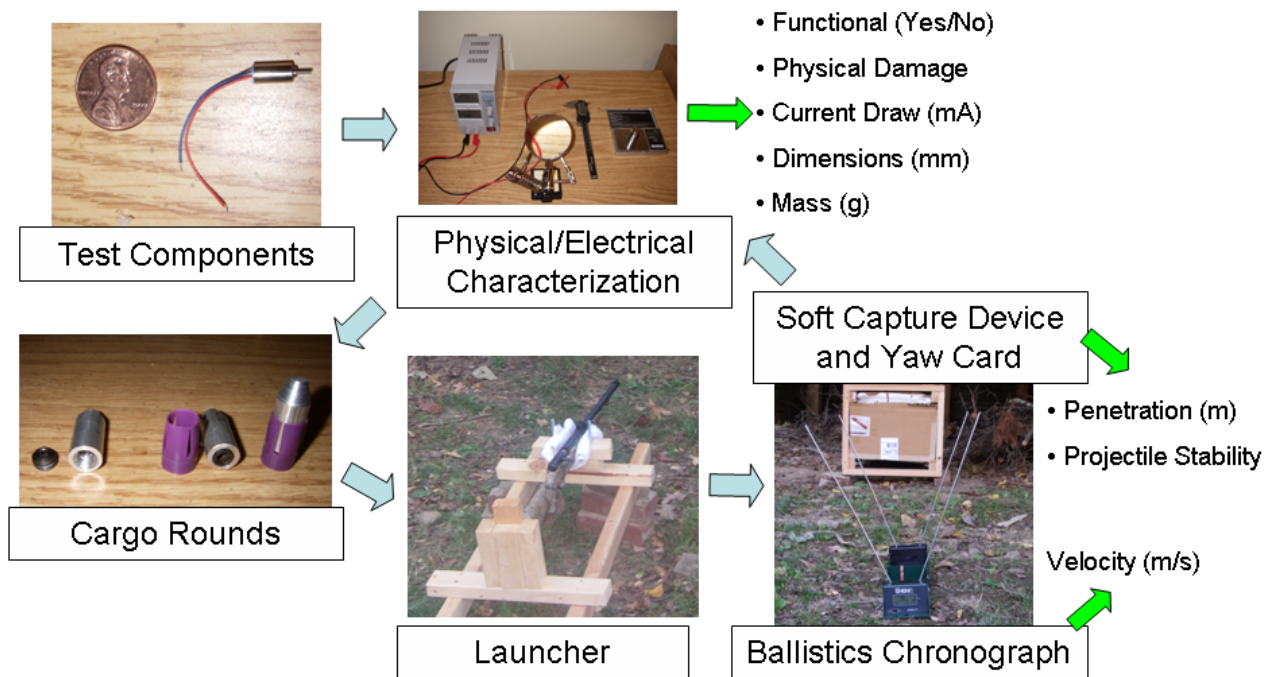 • Functional (Yes/No)
• Physical Damage
• Current Draw (mA)
• Dimensions (mm)
• Mass (g)
Test Components
Physical/Electrical
Characterization
Soft Capture Device
and Yaw Card
• Penetration (m)
• Projectile Stability
Cargo Rounds
Velocity (m/s)
Launcher
Ballistics Chronograph